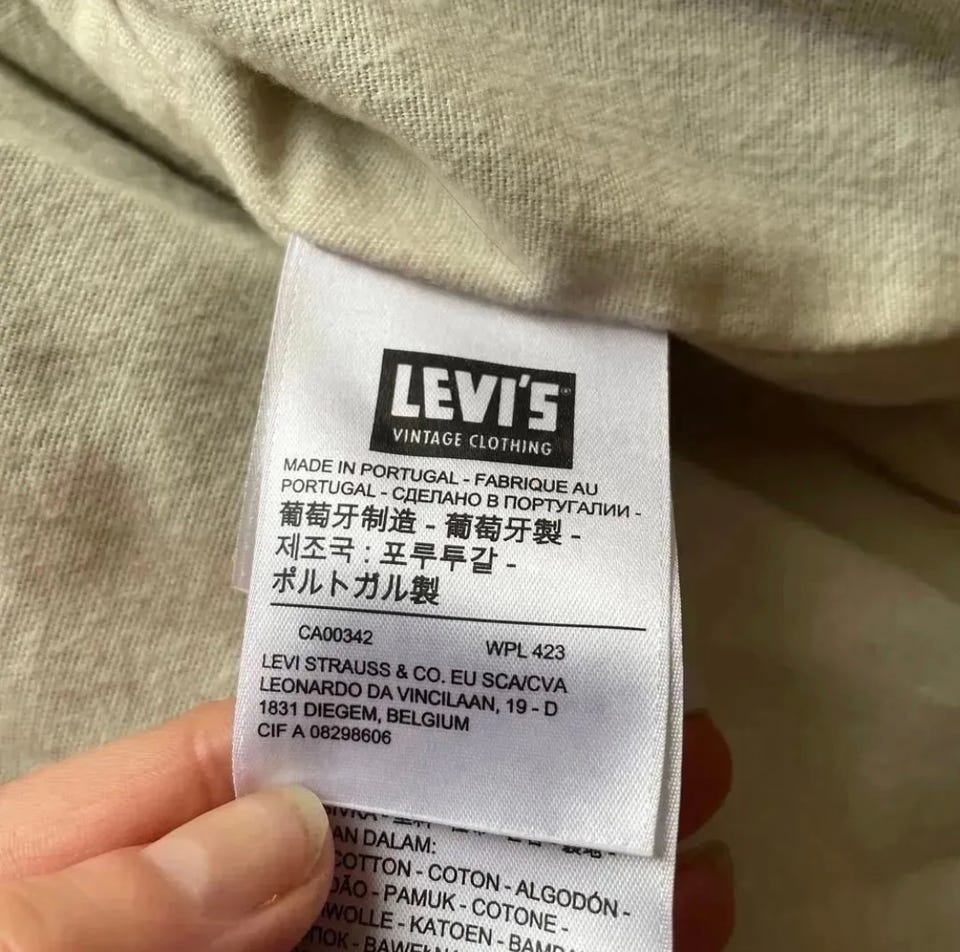 LEVI'S®
VINTAGE CLOTHING
MADE IN PORTUGAL - FABRIQUE AU
PORTUGAL - СДЕЛАНО В ПОРТУГАЛИИ -
葡萄牙制造 - 葡萄牙製 -
제조국 : 포루투갈 -
ポルトガル製
CA00342 WPL 423
LEVI STRAUSS & CO. EU SCA/CVA
LEONARDO DA VINCILAAN, 19 - D
1831 DIEGEM, BELGIUM
CIF A 08298606
DALAM:
COTTON - COTON - ALGODÓN -
- PAMUK - COTONE -
- KATOEN -